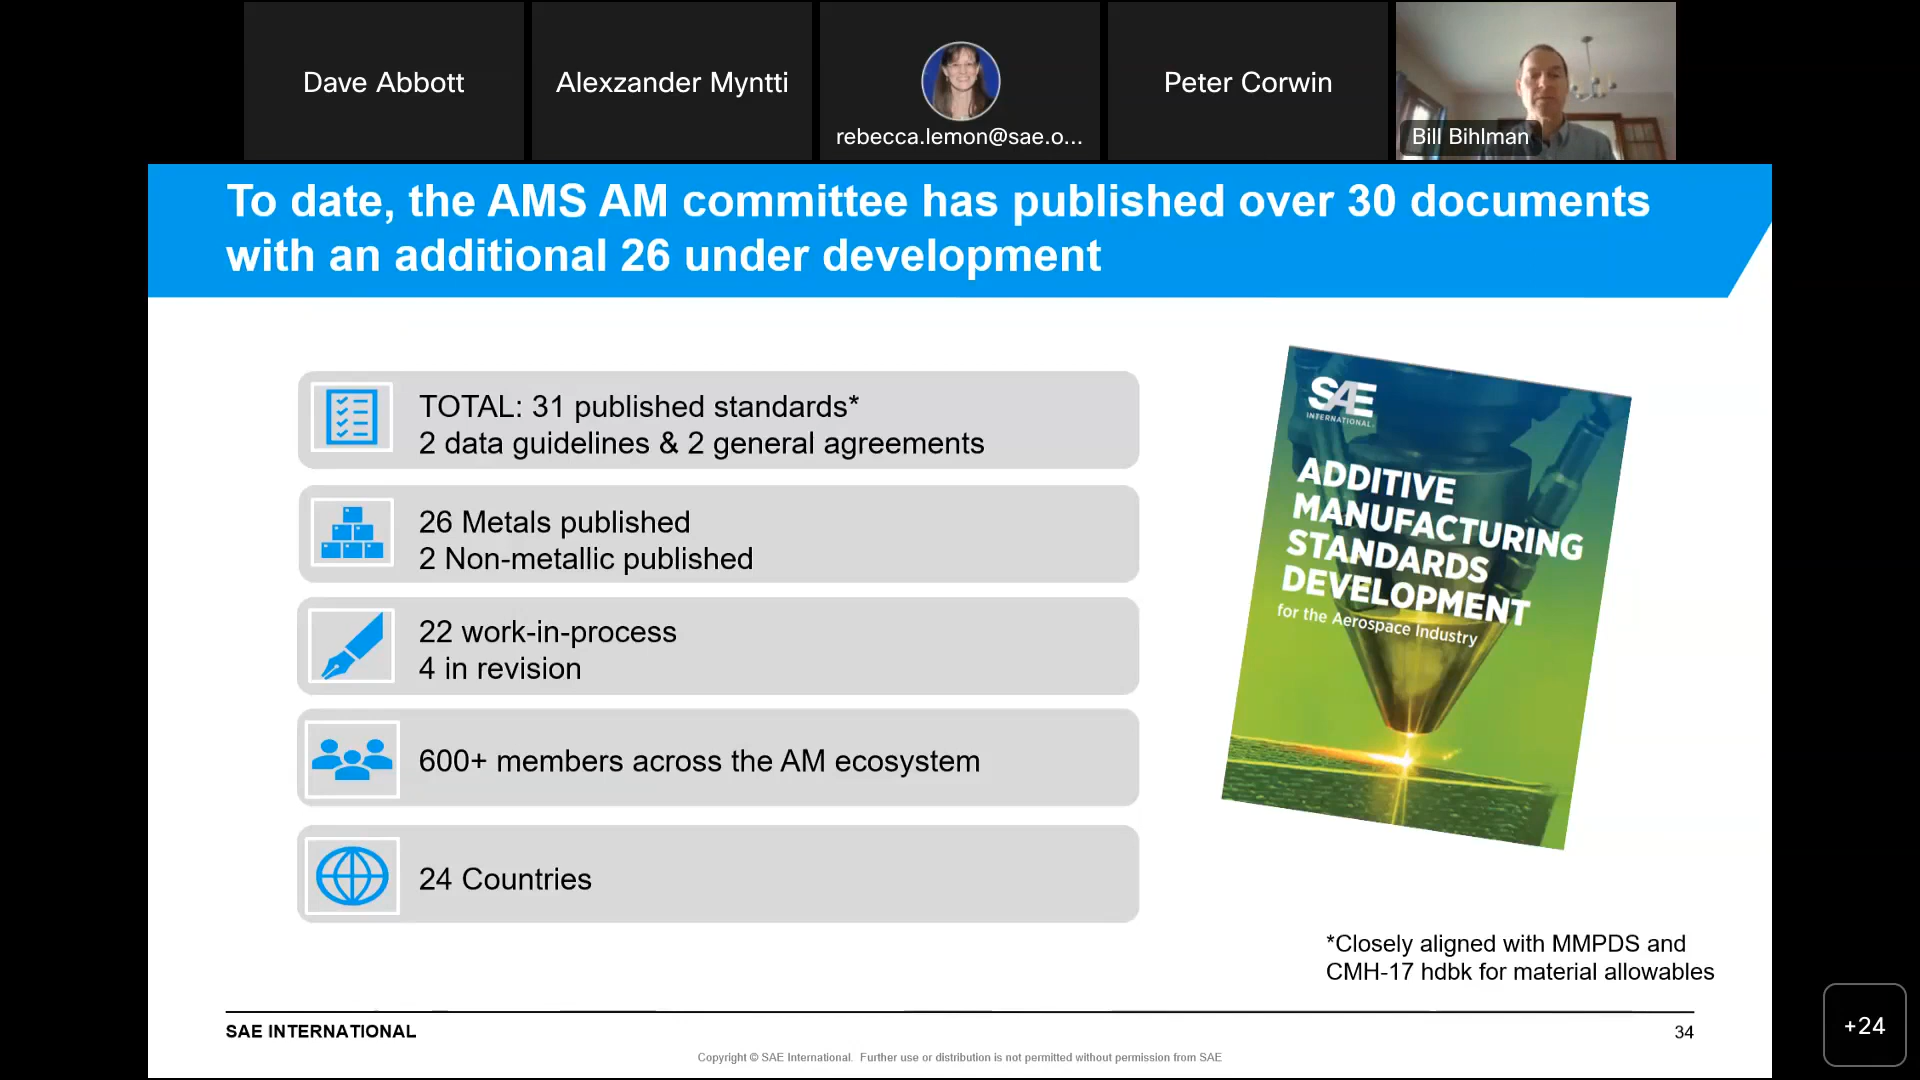 Dave Abbott
Alexzander Myntti
rebecca.lemon@sae.o...
Peter Corwin
Bill Bihlman
To date, the AMS AM committee has published over 30 documents
with an additional 26 under development
TOTAL: 31 published standards*
2 data guidelines & 2 general agreements
26 Metals published
2 Non-metallic published
22 work-in-process
4 in revision
600+ members across the AM ecosystem
24 Countries
SAE
INTERNATIONAL
ADDITIVE
MANUFACTURING
STANDARDS
DEVELOPMENT
for the Aerospace Industry
*Closely aligned with MMPDS and
CMH-17 hdbk for material allowables
SAE INTERNATIONAL
34
Copyright © SAE International. Further use or distribution is not permitted without permission from SAE
+24